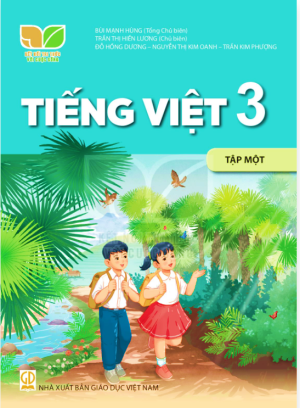 BÙI MẠNH HÙNG (Tổng Chủ biên)
TRẦN THỊ HIỀN LƯƠNG (Chủ biên)
ĐỖ HỒNG DƯƠNG – NGUYỄN THỊ KIM OANH – TRẦN KIM PHƯỢNG
TIẾNG VIỆT 3
TẬP MỘT
NHÀ XUẤT BẢN GIÁO DỤC VIỆT NAM